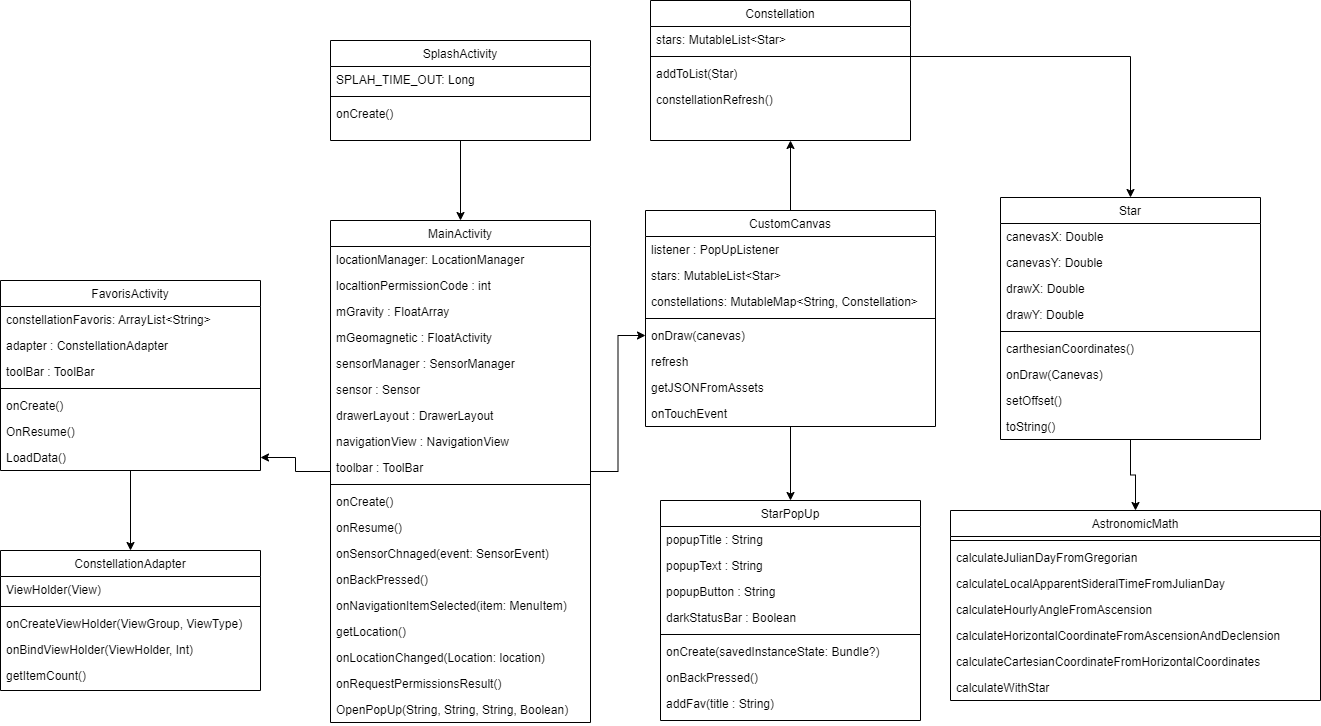 Constellation
stars: MutableList<Star>
addToList(Star)
constellationRefresh()
SplashActivity
SPLAH_TIME_OUT: Long
onCreate()
MainActivity
locationManager: LocationManager
localtionPermissionCode : int
mGravity : FloatArray
mGeomagnetic : FloatActivity
sensorManager : SensorManager
sensor : Sensor
drawerLayout : DrawerLayout
navigationView : NavigationView
toolbar : ToolBar
onCreate()
onResume()
onSensorChnaged(event: SensorEvent)
onBackPressed()
onNavigationItemSelected(item: MenuItem)
getLocation()
onLocationChanged(Location: location)
onRequestPermissionsResult()
OpenPopUp(String, String, String, Boolean)
CustomCanvas
listener : PopUpListener
stars: MutableList<Star>
constellations: MutableMap<String, Constellation>
onDraw(canevas)
refresh
getJSONFromAssets
onTouchEvent
Star
canevasX: Double
canevasY: Double
drawX: Double
drawY: Double
carthesianCoordinates()
onDraw(Canevas)
setOffset()
toString()
FavorisActivity
constellationFavoris: ArrayList<String>
adapter : ConstellationAdapter
toolBar : ToolBar
onCreate()
OnResume()
LoadData()
ConstellationAdapter
ViewHolder(View)
onCreateViewHolder(ViewGroup, ViewType)
onBindViewHolder(ViewHolder, Int)
getItemCount()
StarPopUp
popupTitle : String
popupText : String
popupButton : String
darkStatusBar : Boolean
onCreate(savedInstanceState: Bundle?)
onBackPressed()
addFav(title : String)
AstronomicMath
calculateJulianDayFromGregorian
calculateLocalApparentSideralTimeFromJulianDay
calculateHourlyAngleFromAscension
calculateHorizontalCoordinateFromAscensionAndDeclension
calculateCartesianCoordinateFromHorizontalCoordinates
calculateWithStar